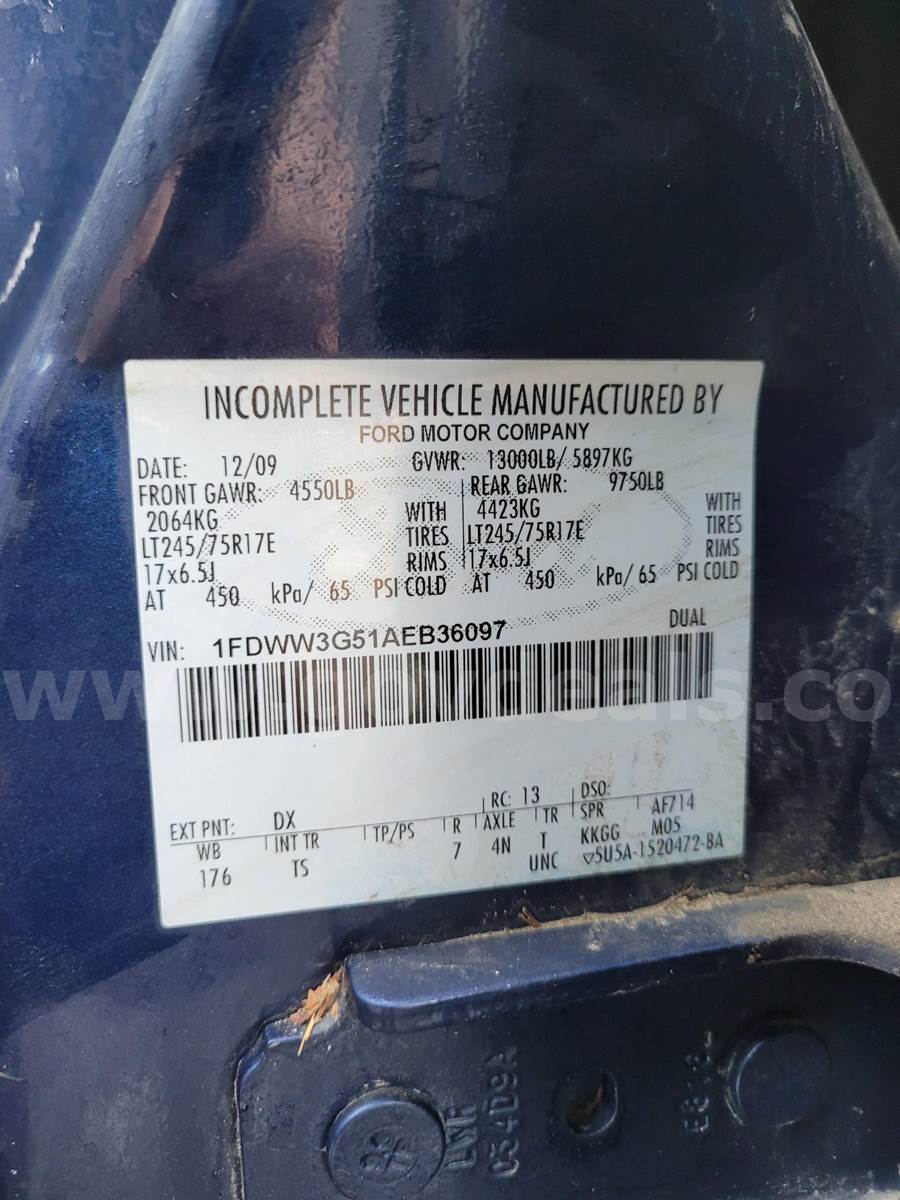 INCOMPLETE VEHICLE MANUFACTURED BY
FORD MOTOR COMPANY
DATE: 12/09 GVWR: 13000LB/ 5897KG
FRONT GAWR: 4550LB REAR GAWR: 9750LB
2064KG WITH 4423KG WITH
LT245/75R17E TIRES LT245/75R17E TIRES
17x6.5J RIMS 17x6.5J RIMS
AT 450 kPa/ 65 PSI COLD AT 450 kPa/ 65 PSI COLD
VIN: 1FDWW3G51AEB36097 DUAL
EXT PNT: DX RC: 13 DSO:
WB INT TR TP/PS R AXLE TR SPR AF714
176 TS 7 4N T KKGG M05
UNC ▽5U5A-1520472-BA
LWR
034D9A